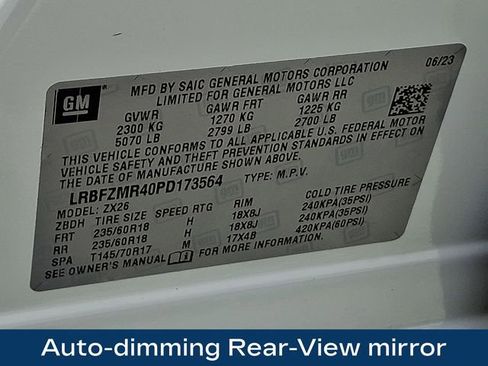 GM
MFD BY SAIC GENERAL MOTORS CORPORATION
06/23
LIMITED FOR GENERAL MOTORS LLC
GVWR GAWR FRT GAWR RR
2300 KG 1270 KG 1225 KG
5070 LB 2799 LB 2700 LB
THIS VEHICLE CONFORMS TO ALL APPLICABLE U.S. FEDERAL MOTOR
VEHICLE SAFETY AND THEFT PREVENTION STANDARDS IN EFFECT ON
THE DATE OF MANUFACTURE SHOWN ABOVE.
LRBFZMR40PD173564 TYPE: M.P.V.
MODEL: ZX26
ZBDH TIRE SIZE SPEED RTG RIM COLD TIRE PRESSURE
FRT 235/60R18 H 18X8J 240KPA(35PSI)
RR 235/60R18 H 18X8J 240KPA(35PSI)
SPA T145/70R17 M 17X4B 420KPA(60PSI)
SEE OWNER'S MANUAL FOR MORE INFORMATION.
Auto-dimming Rear-View mirror